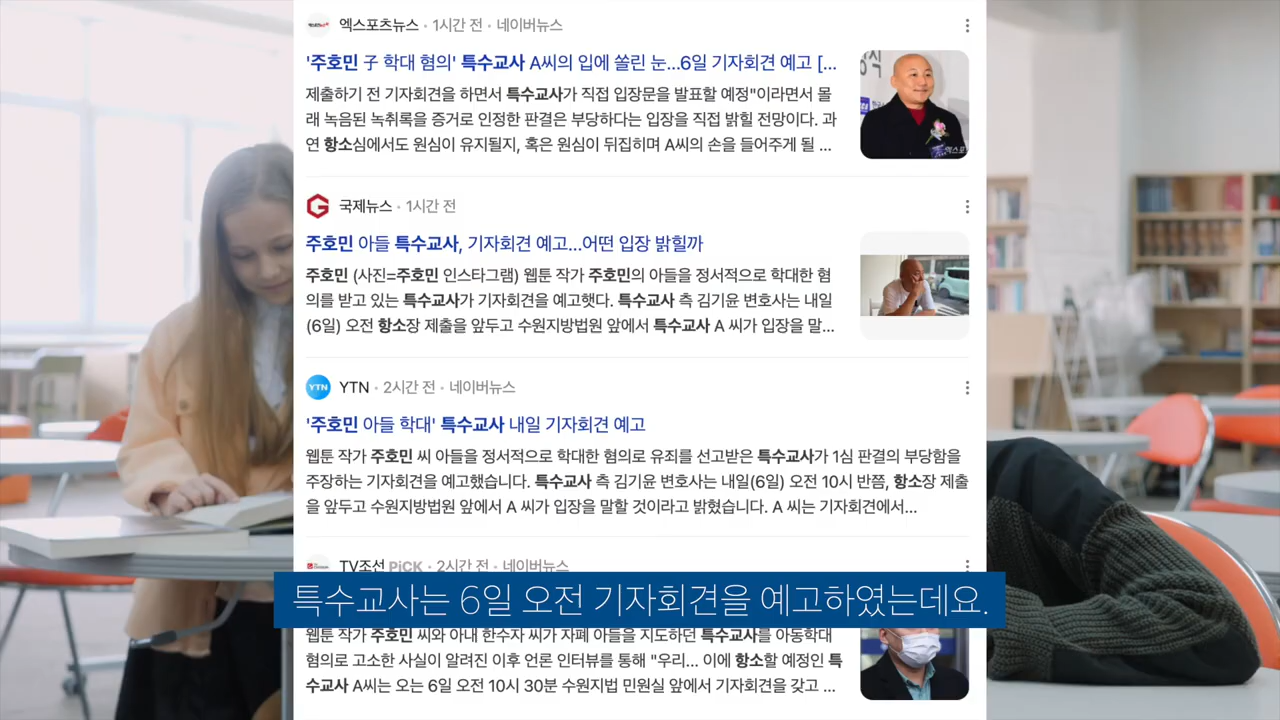 엑스포츠뉴스 · 1시간 전 · 네이버뉴스
'주호민 子 학대 혐의' 특수교사 A씨의 입에 쏠린 눈...6일 기자회견 예고 [...
제출하기 전 기자회견을 하면서 특수교사가 직접 입장문을 발표할 예정"이라면서 몰
래 녹음된 녹취록을 증거로 인정한 판결은 부당하다는 입장을 직접 밝힐 전망이다. 과
연 항소심에서도 원심이 유지될지, 혹은 원심이 뒤집히며 A씨의 손을 들어주게 될 ...
국제뉴스 · 1시간 전
주호민 아들 특수교사, 기자회견 예고...어떤 입장 밝힐까
주호민 (사진=주호민 인스타그램) 웹툰 작가 주호민의 아들을 정서적으로 학대한 혐
의를 받고 있는 특수교사가 기자회견을 예고했다. 특수교사 측 김기윤 변호사는 내일
(6일) 오전 항소장 제출을 앞두고 수원지방법원 앞에서 특수교사 A 씨가 입장을 말...
YTN
YTN · 2시간 전 · 네이버뉴스
'주호민 아들 학대' 특수교사 내일 기자회견 예고
웹툰 작가 주호민 씨 아들을 정서적으로 학대한 혐의로 유죄를 선고받은 특수교사가 1심 판결의 부당함을
주장하는 기자회견을 예고했습니다. 특수교사 측 김기윤 변호사는 내일(6일) 오전 10시 반쯤, 항소장 제출
을 앞두고 수원지방법원 앞에서 A 씨가 입장을 말할 것이라고 밝혔습니다. A 씨는 기자회견에서...
TV조선 PiCK · 2시간 전 · 네이버뉴스
특수교사는 6일 오전 기자회견을 예고하였는데요.
웹툰 작가 주호민 씨와 아내 한수자 씨가 자폐 아들을 지도하던 특수교사를 아동학대
혐의로 고소한 사실이 알려진 이후 언론 인터뷰를 통해 "우리... 이에 항소할 예정인 특
수교사 A씨는 오는 6일 오전 10시 30분 수원지법 민원실 앞에서 기자회견을 갖고 ...